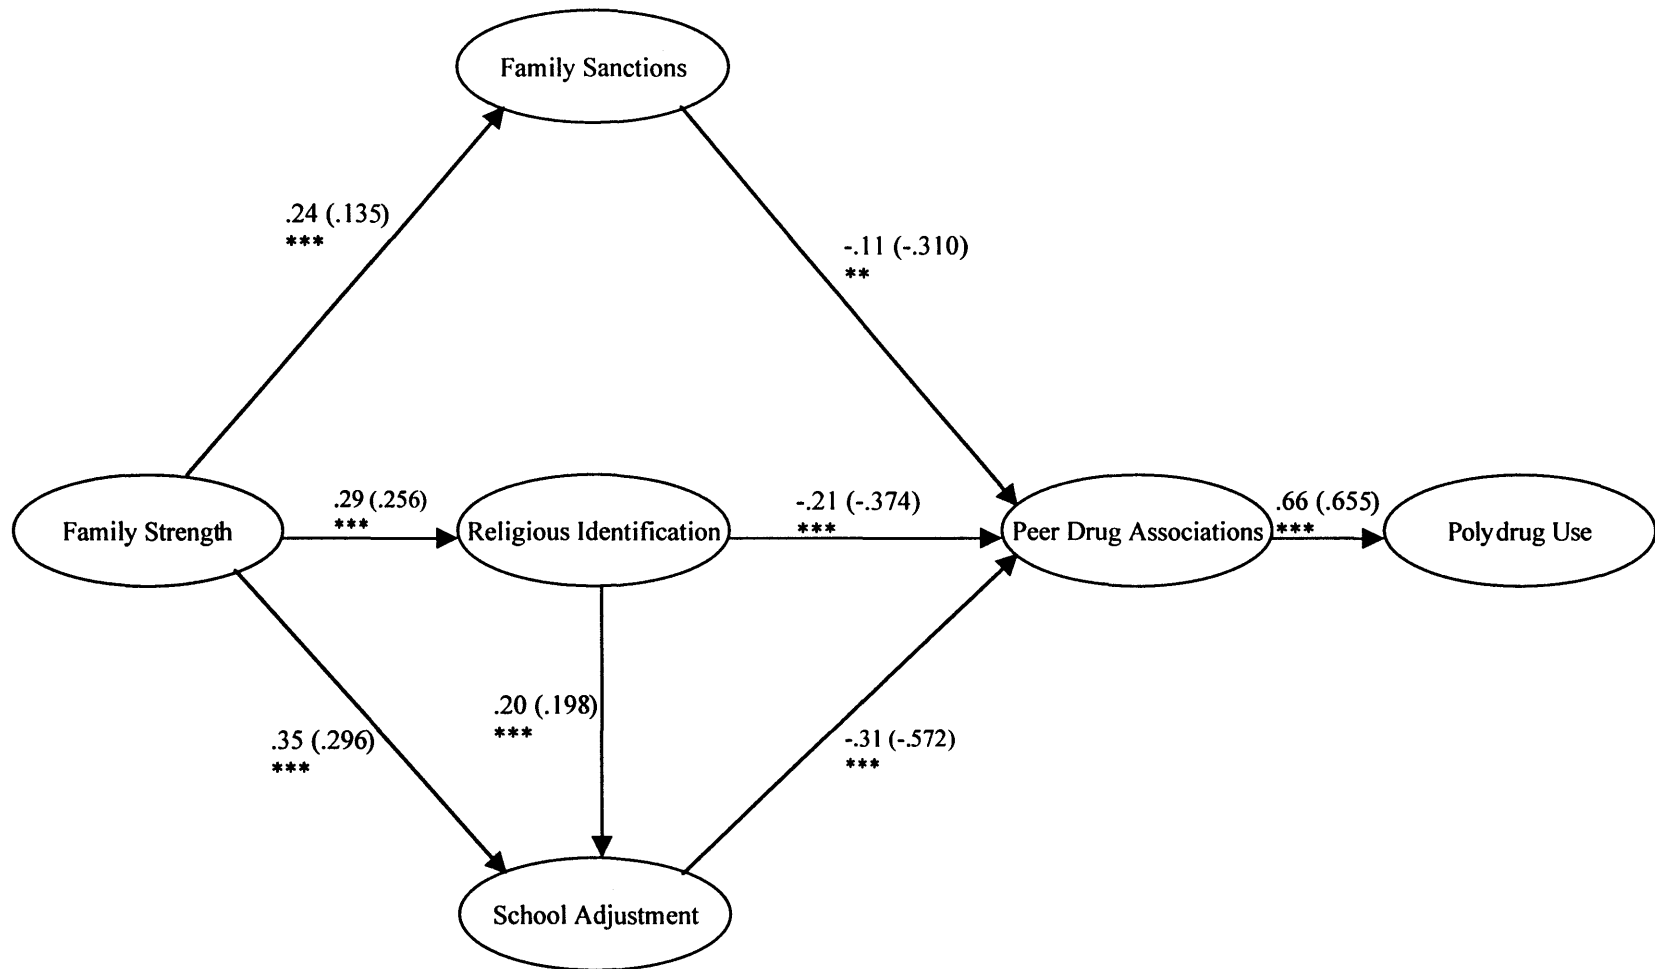 Family Sanctions
.24 (.135)
***
-.11 (-.310)
**
Family Strength
.29 (.256)
***
Religious Identification
-.21 (-.374)
***
Peer Drug Associations
.66 (.655)
***
Polydrug Use
.20 (.198)
***
.35 (.296)
***
-.31 (-.572)
***
School Adjustment